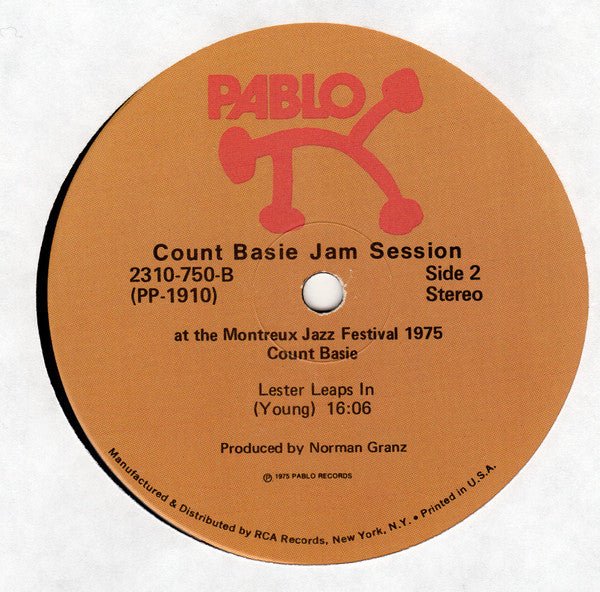 PABLO
Count Basie Jam Session
2310-750-B
Side 2
(PP-1910)
Stereo
at the Montreux Jazz Festival 1975
Count Basie
Lester Leaps In
(Young) 16:06
Produced by Norman Granz
℗ 1975 PABLO RECORDS
Manufactured & Distributed by RCA Records, New York, N.Y. • Printed in U.S.A.